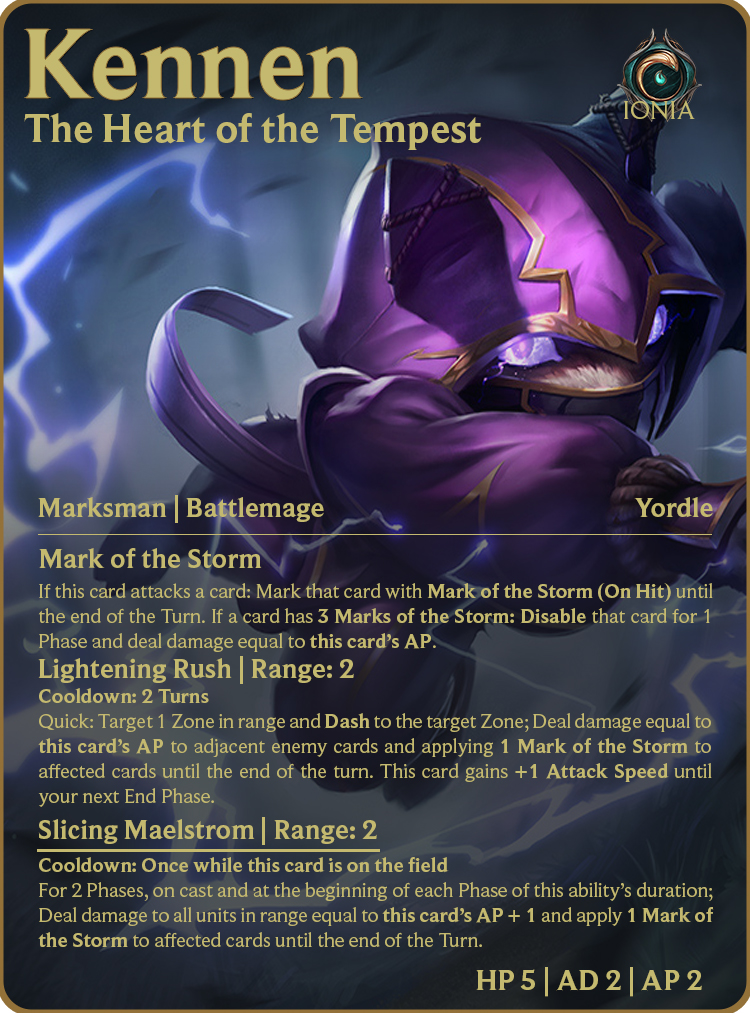 Kennen
The Heart of the Tempest
IONIA
Marksman | Battlemage
Yordle
Mark of the Storm
If this card attacks a card: Mark that card with Mark of the Storm (On Hit) until
the end of the Turn. If a card has 3 Marks of the Storm: Disable that card for 1
Phase and deal damage equal to this card's AP.
Lightening Rush | Range: 2
Cooldown: 2 Turns
Quick: Target 1 Zone in range and Dash to the target Zone; Deal damage equal to
this card's AP to adjacent enemy cards and applying 1 Mark of the Storm to
affected cards until the end of the turn. This card gains +1 Attack Speed until
your next End Phase.
Slicing Maelstrom | Range: 2
Cooldown: Once while this card is on the field
For 2 Phases, on cast and at the beginning of each Phase of this ability's duration;
Deal damage to all units in range equal to this card's AP + 1 and apply 1 Mark of
the Storm to affected cards until the end of the Turn.
HP 5 | AD 2 | AP 2